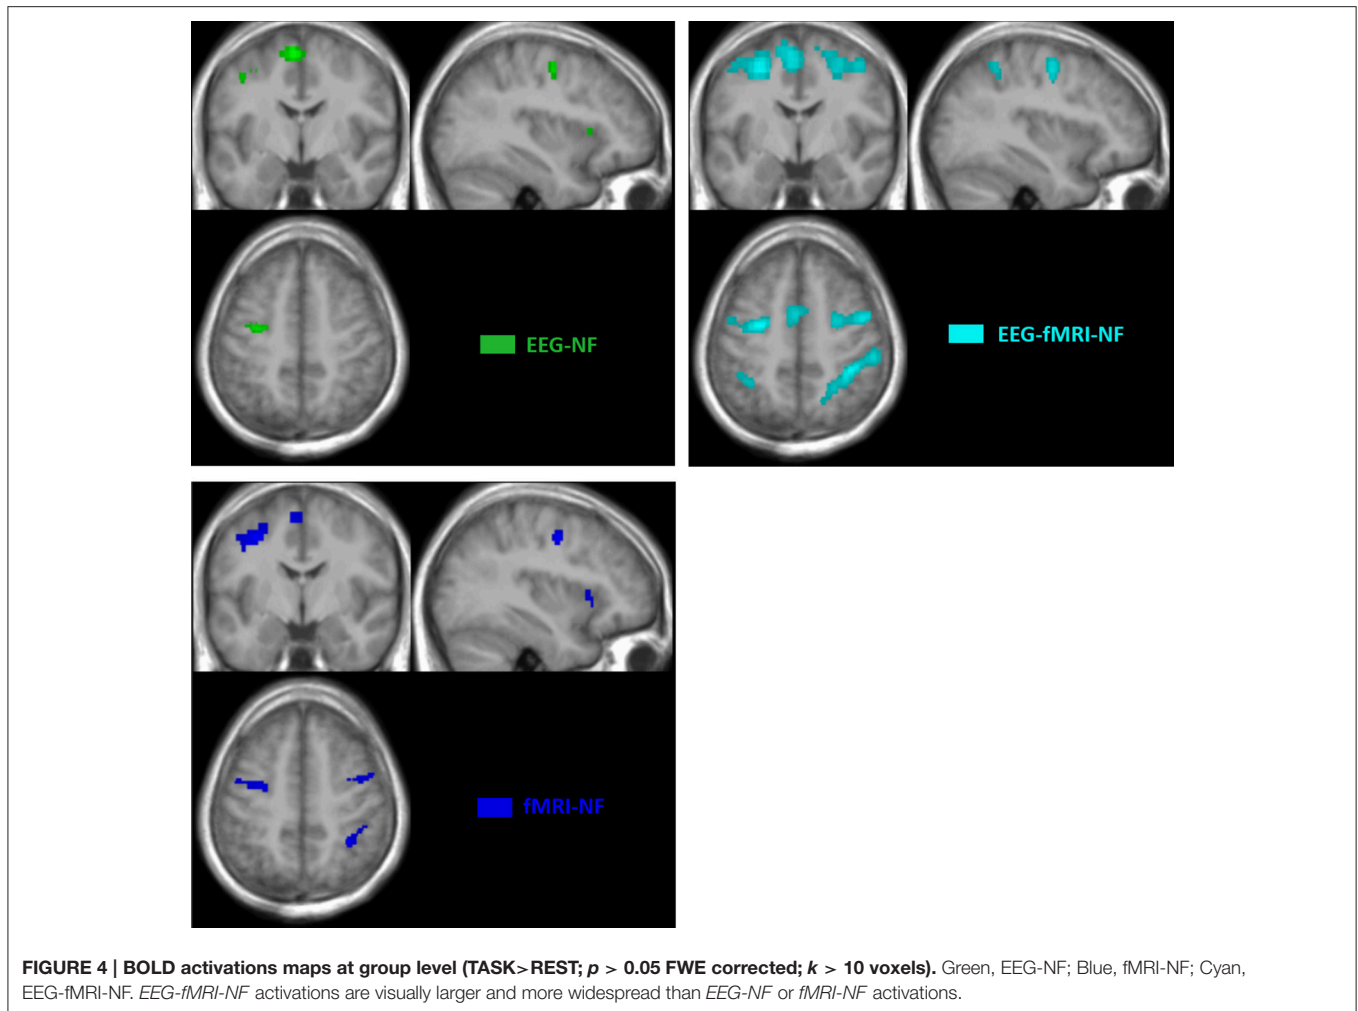 EEG-NF
EEG-fMRI-NF
fMRI-NF
FIGURE 4 | BOLD activations maps at group level (TASK>REST; p > 0.05 FWE corrected; k > 10 voxels). Green, EEG-NF; Blue, fMRI-NF; Cyan,
EEG-fMRI-NF. EEG-fMRI-NF activations are visually larger and more widespread than EEG-NF or fMRI-NF activations.